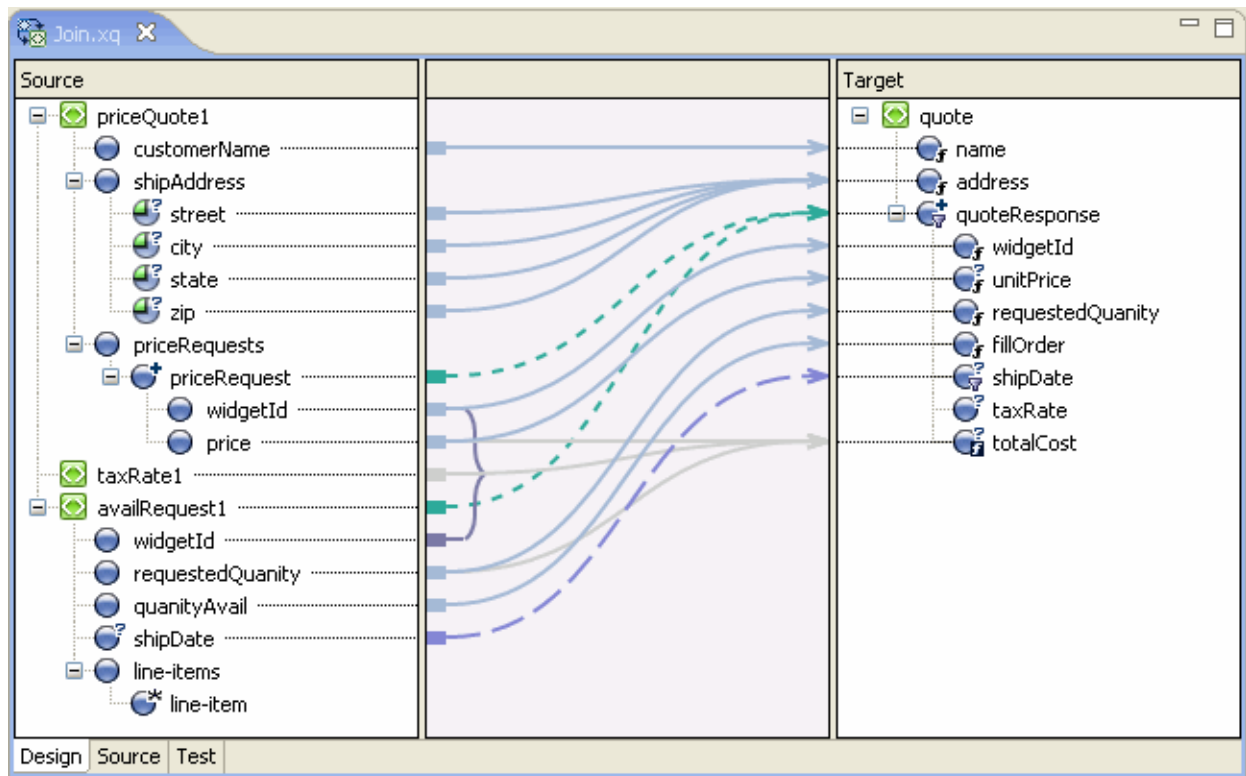 Join.xq
Source
Target
priceQuote1
customerName
shipAddress
street
city
state
zip
priceRequests
priceRequest
widgetId
price
taxRate1
availRequest1
widgetId
requestedQuanity
quanityAvail
shipDate
line-items
line-item
quote
name
address
quoteResponse
widgetId
unitPrice
requestedQuanity
fillOrder
shipDate
taxRate
totalCost
Design Source Test